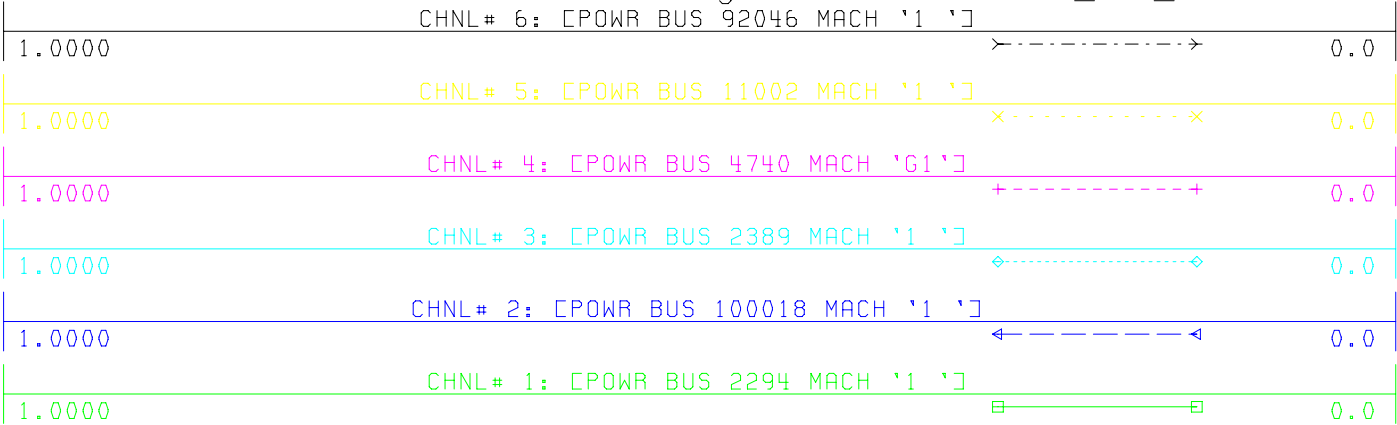 CHNL# 6: [POWR BUS 92046 MACH '1 ']
1.0000 0.0
CHNL# 5: [POWR BUS 11002 MACH '1 ']
1.0000 0.0
CHNL# 4: [POWR BUS 4740 MACH 'G1']
1.0000 0.0
CHNL# 3: [POWR BUS 2389 MACH '1 ']
1.0000 0.0
CHNL# 2: [POWR BUS 100018 MACH '1 ']
1.0000 0.0
CHNL# 1: [POWR BUS 2294 MACH '1 ']
1.0000 0.0